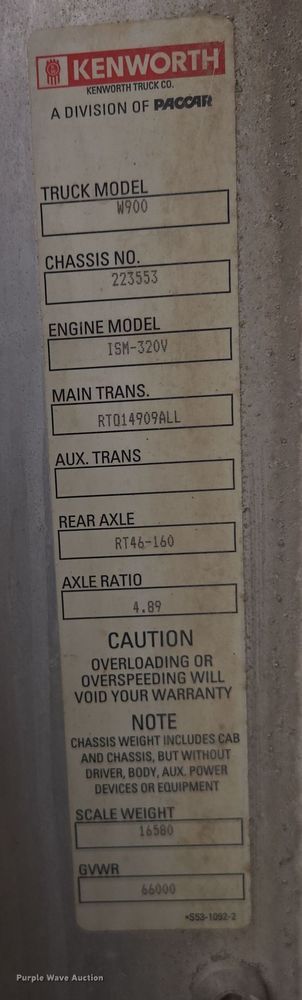 KENWORTH
KENWORTH TRUCK CO.
A DIVISION OF PACCAR
TRUCK MODEL
W900
CHASSIS NO.
223553
ENGINE MODEL
ISM-320V
MAIN TRANS.
RTO14909ALL
AUX. TRANS
REAR AXLE
RT46-160
AXLE RATIO
4.89
CAUTION
OVERLOADING OR
OVERSPEEDING WILL
VOID YOUR WARRANTY
NOTE
CHASSIS WEIGHT INCLUDES CAB
AND CHASSIS, BUT WITHOUT
DRIVER, BODY, AUX. POWER
DEVICES OR EQUIPMENT
SCALE WEIGHT
16580
GVWR
66000
*S53-1092-2
Purple Wave Auction